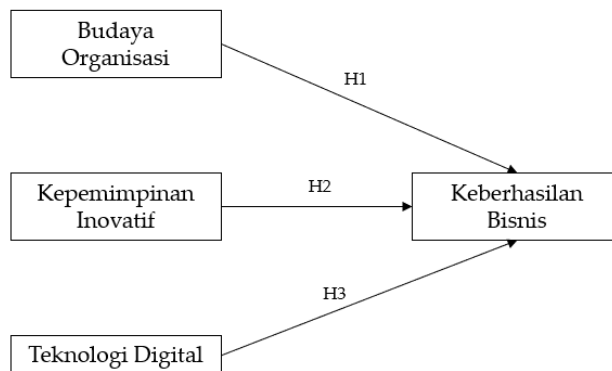 Budaya
Organisasi
H1
Kepemimpinan
Inovatif
H2
Keberhasilan
Bisnis
H3
Teknologi Digital